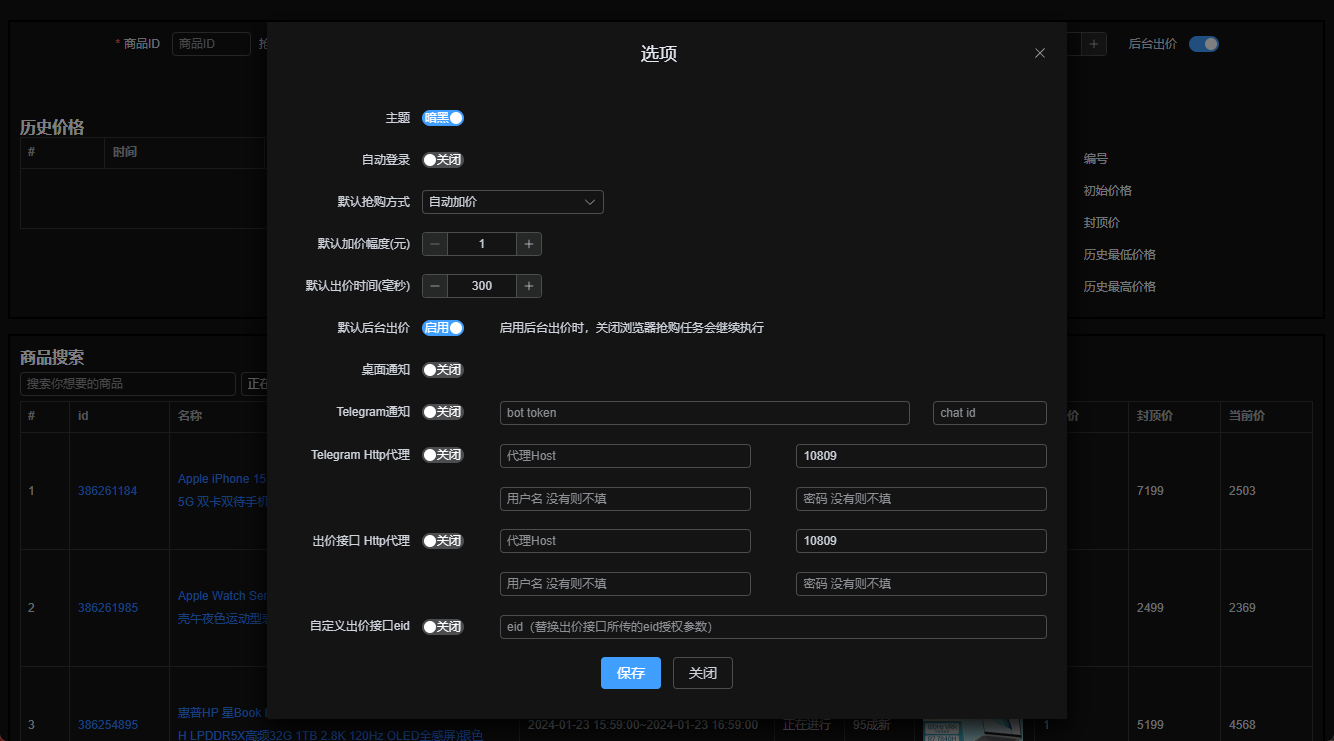 * 商品ID 商品ID 抢 + 后台出价
选项
主题 暗黑
自动登录 关闭
历史价格
# 时间
编号
初始价格
封顶价
历史最低价格
历史最高价格
默认抢购方式 自动加价
默认加价幅度(元) − 1 +
默认出价时间(毫秒) − 300 +
默认后台出价 启用 启用后台出价时，关闭浏览器抢购任务会继续执行
桌面通知 关闭
Telegram通知 关闭 bot token chat id
Telegram Http代理 关闭 代理Host 10809
用户名 没有则不填 密码 没有则不填
出价接口 Http代理 关闭 代理Host 10809
用户名 没有则不填 密码 没有则不填
自定义出价接口eid 关闭 eid（替换出价接口所传的eid授权参数）
保存 关闭
商品搜索
搜索你想要的商品 正在
# id 名称 价 封顶价 当前价
1 386261184 Apple iPhone 15
5G 双卡双待手机
7199 2503
2 386261985 Apple Watch Ser
壳午夜色运动型
2499 2369
3 386254895 惠普HP 星Book
H LPDDR5X高频32G 1TB 2.8K 120Hz OLED全感屏)银色
2024-01-23 15:59:00~2024-01-23 16:59:00 正在进行 95成新 1 5199 4568